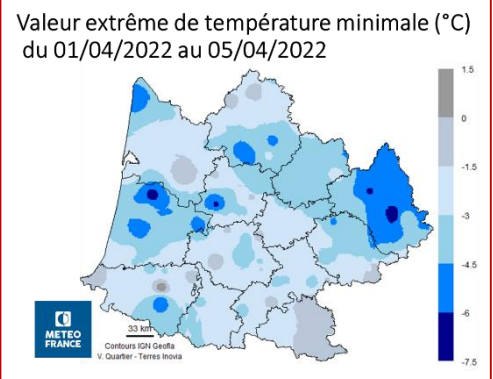 Valeur extrême de température minimale (°C)
du 01/04/2022 au 05/04/2022
1.5
0
-1.5
-3
-4.5
-6
-7.5
METEO
FRANCE
33 km
Contours IGN Geofla
V. Quartier - Terres Inovia